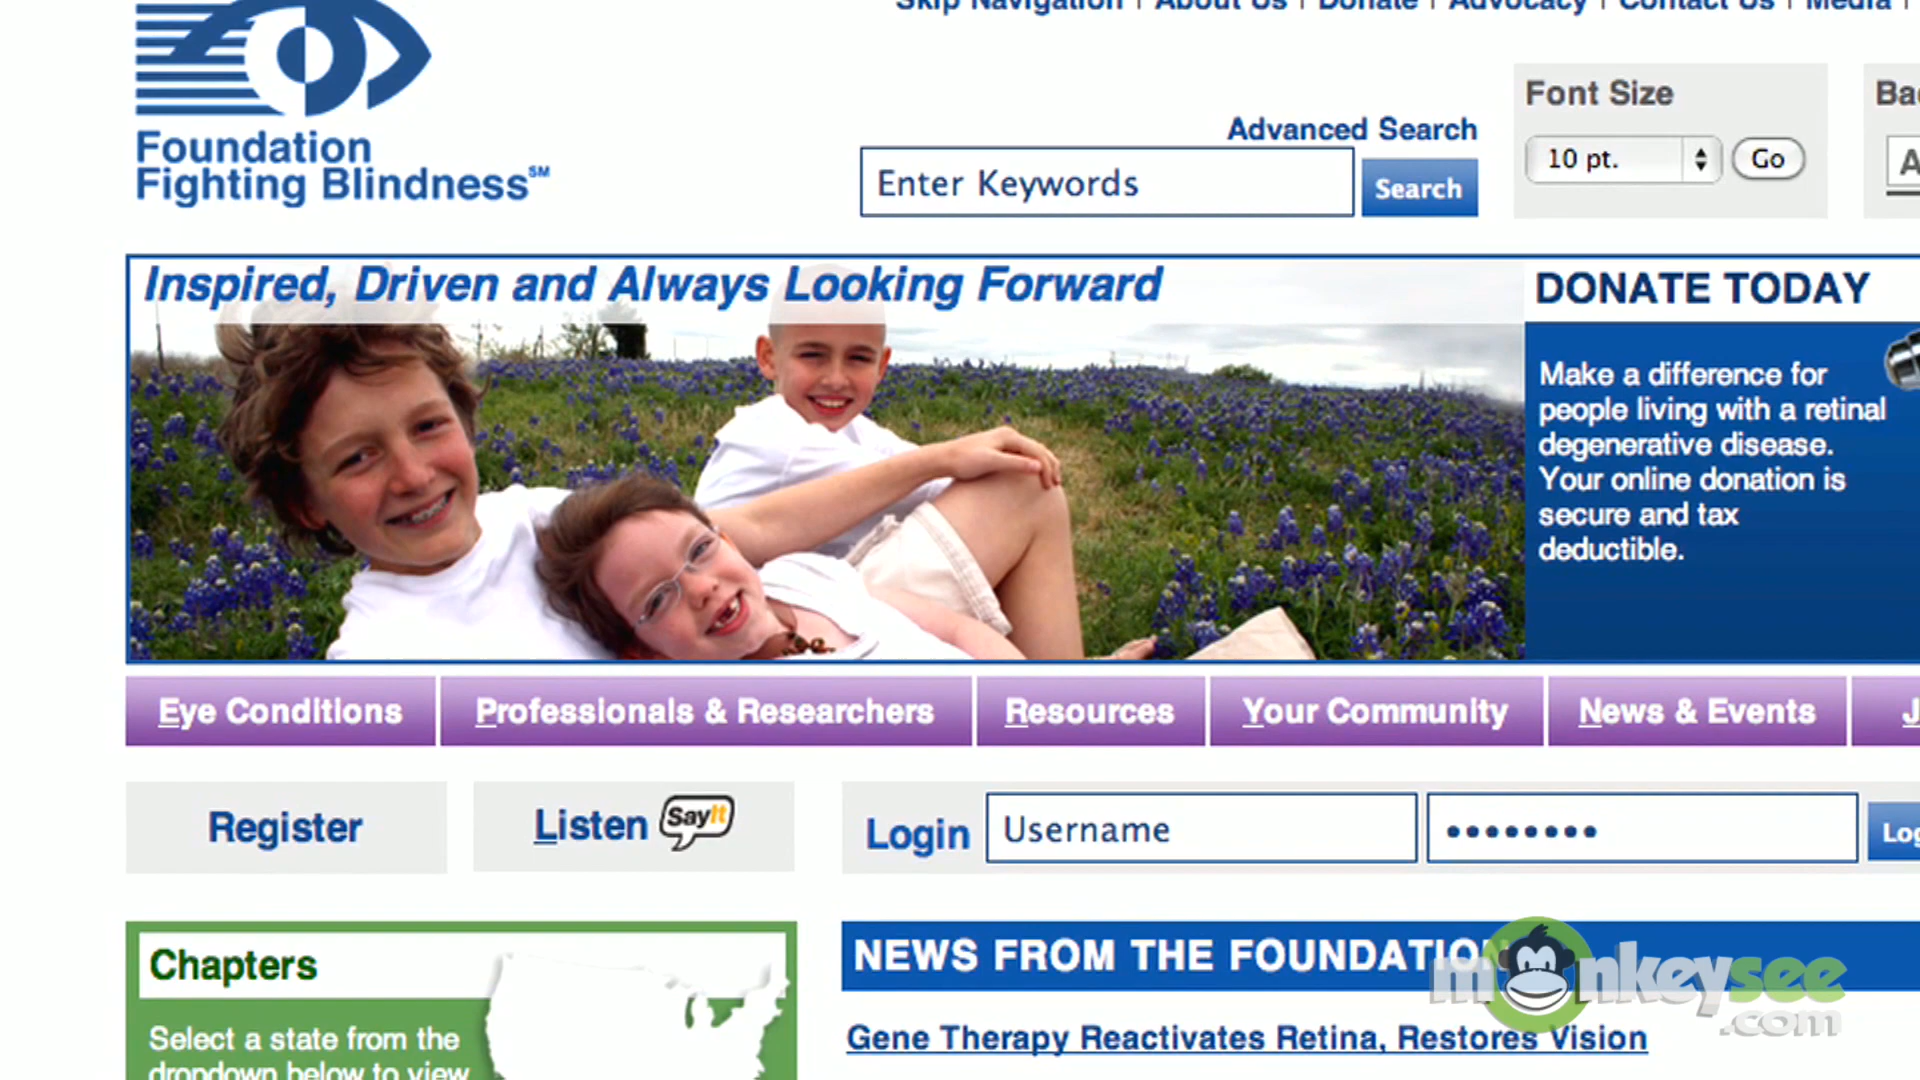 Skip Navigation | About Us | Donate | Advocacy | Contact Us | Media |
Foundation
Fighting Blindness℠
Advanced Search
Enter Keywords
Search
Font Size
10 pt.
Go
Inspired, Driven and Always Looking Forward
DONATE TODAY
Make a difference for
people living with a retinal
degenerative disease.
Your online donation is
secure and tax
deductible.
Eye Conditions
Professionals & Researchers
Resources
Your Community
News & Events
Register
Listen
SayIt
Login
Username
••••••••
Chapters
Select a state from the
dropdown below to view
NEWS FROM THE FOUNDATION
Gene Therapy Reactivates Retina, Restores Vision
monkeysee
.com